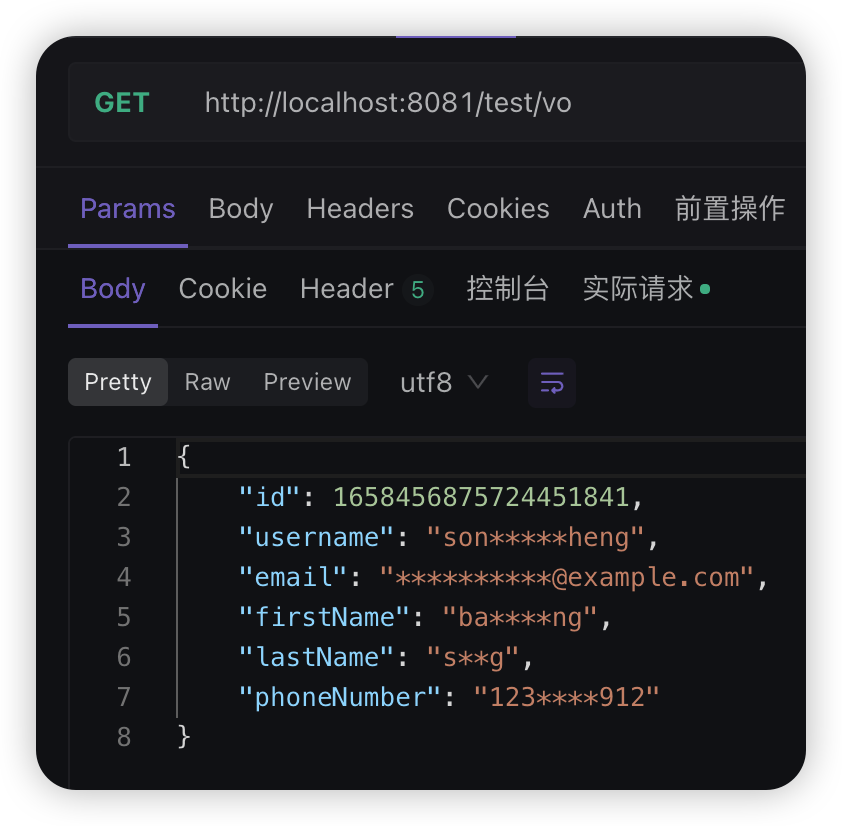 GET http://localhost:8081/test/vo
Params Body Headers Cookies Auth 前置操作
Body Cookie Header 5 控制台 实际请求
Pretty Raw Preview utf8
1 {
2 "id": 1658456875724451841,
3 "username": "son*****heng",
4 "email": "**********@example.com",
5 "firstName": "ba****ng",
6 "lastName": "s**g",
7 "phoneNumber": "123****912"
8 }